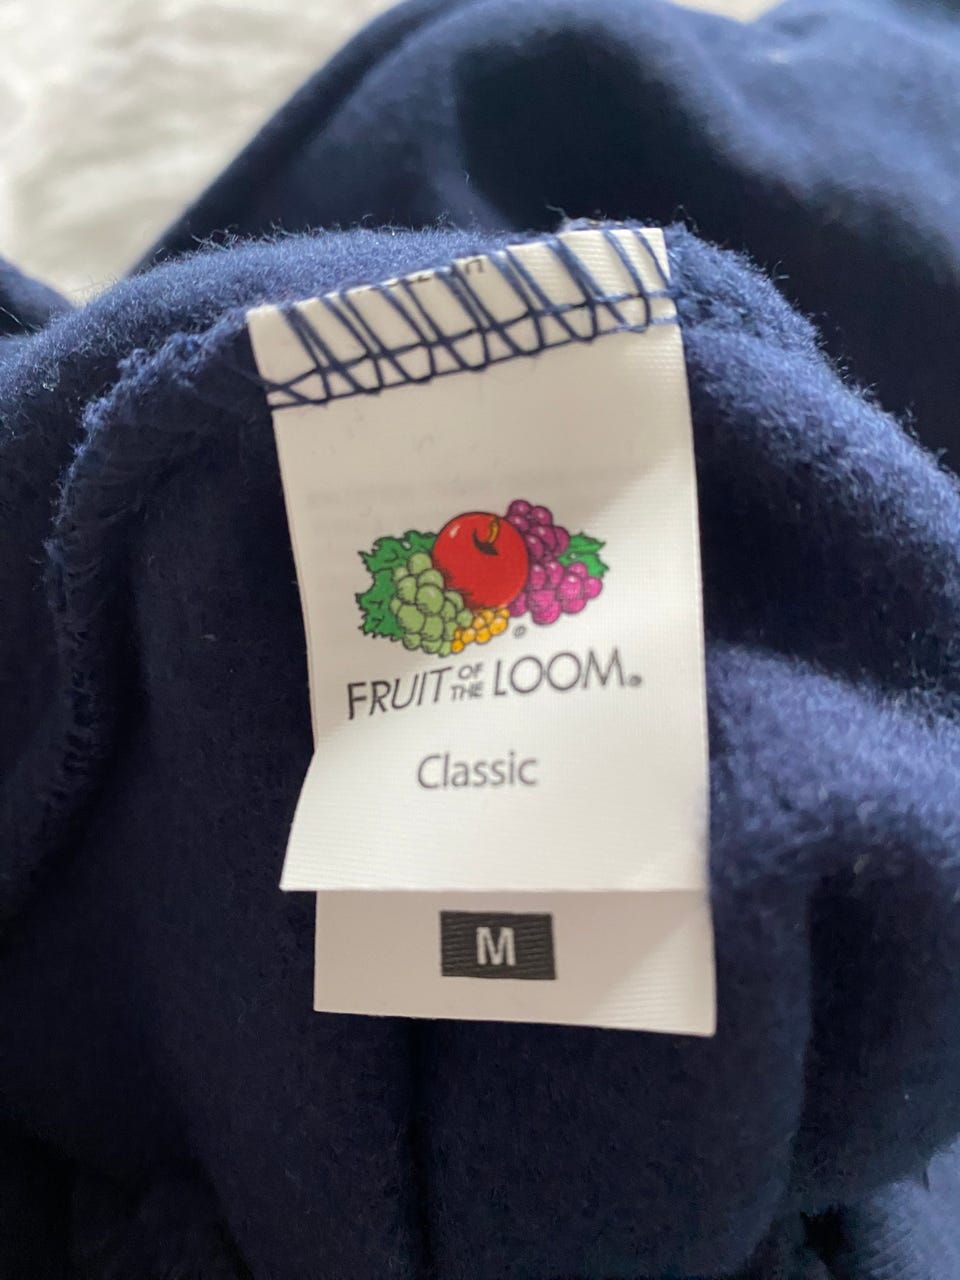 FRUIT OF THE LOOM®
Classic
M